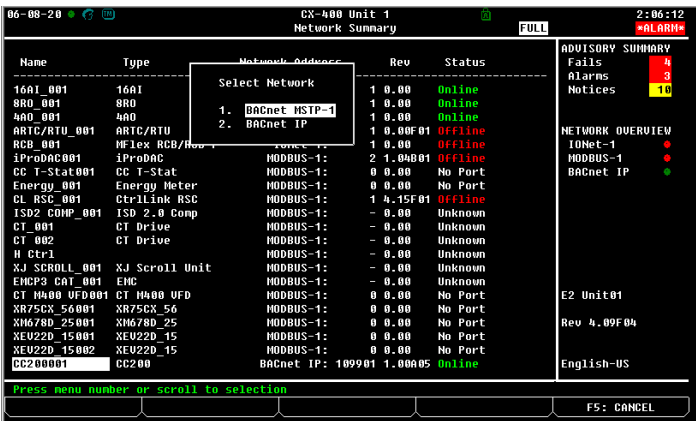 06-08-20 CX-400 Unit 1 2:06:12
Network Summary FULL *ALARM*
ADVISORY SUMMARY
Fails 4
Alarms 3
Notices 10
NETWORK OVERVIEW
IONet-1
MODBUS-1
BACnet IP
E2 Unit01
Rev 4.09F04
English-US
Name Type Network Address Rev Status
Select Network
1. BACnet MSTP-1
2. BACnet IP
16AI_001 16AI 1 0.00 Online
8RO_001 8RO 1 0.00 Online
4AO_001 4AO 1 0.00 Online
ARTC/RTU_001 ARTC/RTU 1 0.00F01 Offline
RCB_001 MFlex RCB/ROB-P IONet-1: 1 0.00 Offline
iProDAC001 iProDAC MODBUS-1: 2 1.04B01 Offline
CC T-Stat001 CC T-Stat MODBUS-1: 0 0.00 No Port
Energy_001 Energy Meter MODBUS-1: 0 0.00 No Port
CL RSC_001 CtrlLink RSC MODBUS-1: 1 4.15F01 Offline
ISD2 COMP_001 ISD 2.0 Comp MODBUS-1: - 0.00 Unknown
CT_001 CT Drive MODBUS-1: - 0.00 Unknown
CT 002 CT Drive MODBUS-1: - 0.00 Unknown
H Ctrl MODBUS-1: - 0.00 Unknown
XJ SCROLL_001 XJ Scroll Unit MODBUS-1: - 0.00 Unknown
EMCP3 CAT_001 EMC MODBUS-1: - 0.00 Unknown
CT M400 VFD001 CT M400 VFD MODBUS-1: 0 0.00 No Port
XR75CX_56001 XR75CX_56 MODBUS-1: 0 0.00 No Port
XM678D_25001 XM678D_25 MODBUS-1: 0 0.00 No Port
XEV22D_15001 XEV22D_15 MODBUS-1: 0 0.00 No Port
XEV22D_15002 XEV22D_15 MODBUS-1: 0 0.00 No Port
CC200001 CC200 BACnet IP: 109901 1.00A05 Online
Press menu number or scroll to selection
F5: CANCEL